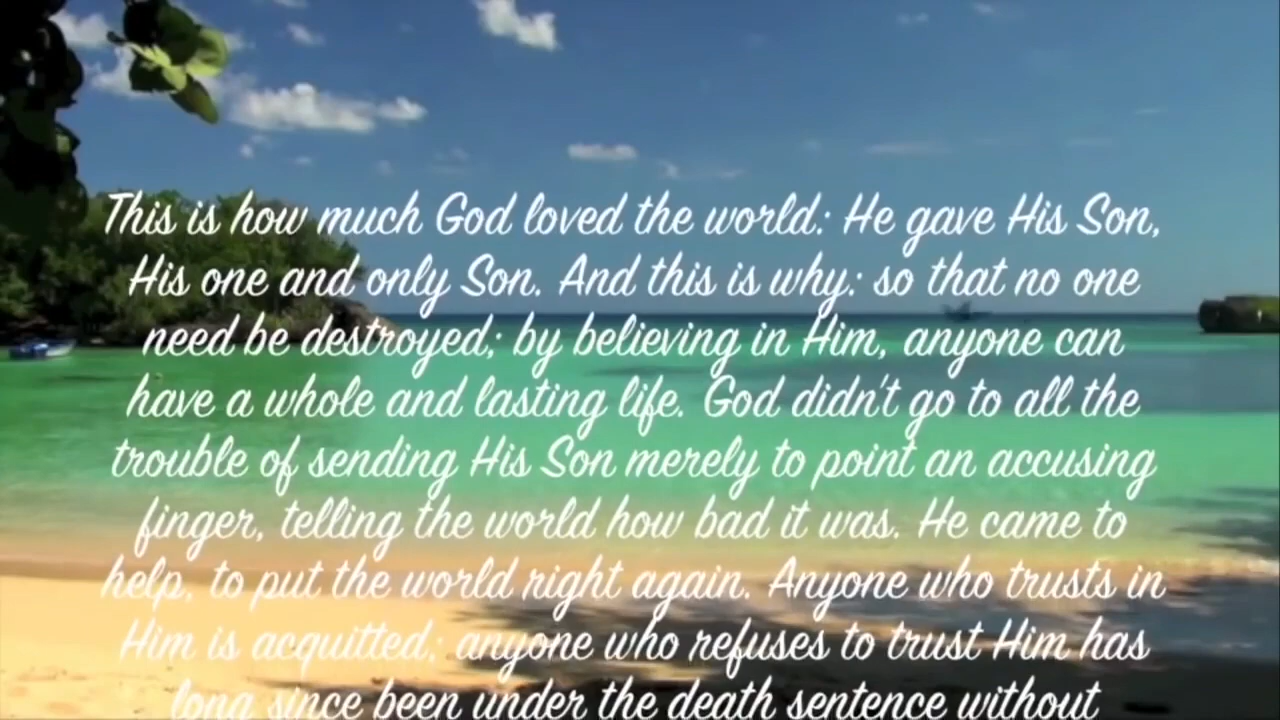 This is how much God loved the world: He gave His Son,
His one and only Son. And this is why: so that no one
need be destroyed; by believing in Him, anyone can
have a whole and lasting life. God didn't go to all the
trouble of sending His Son merely to point an accusing
finger, telling the world how bad it was. He came to
help, to put the world right again. Anyone who trusts in
Him is acquitted; anyone who refuses to trust Him has
long since been under the death sentence without